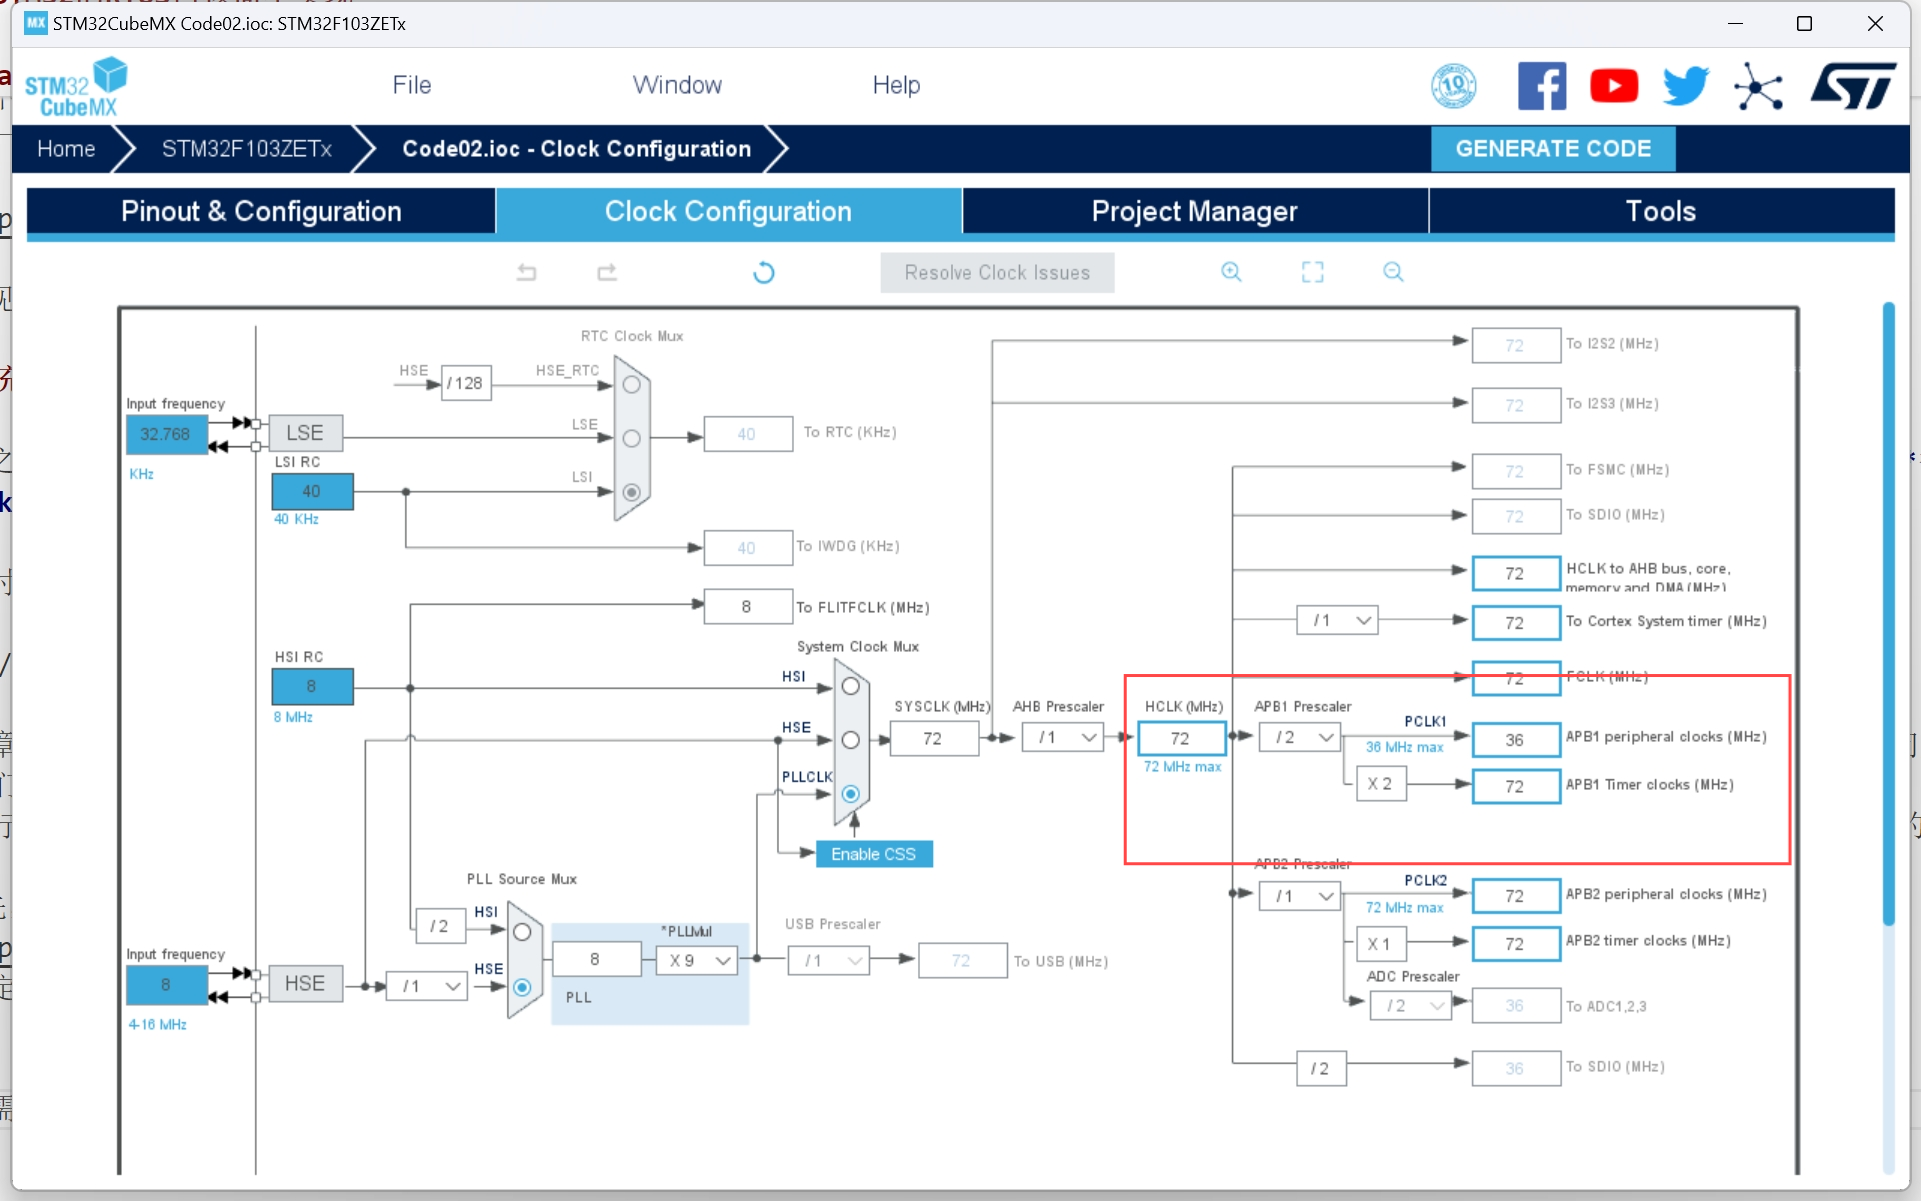 STM32CubeMX Code02.ioc: STM32F103ZETx
STM32
CubeMX
File
Window
Help
10
ST
Home
STM32F103ZETx
Code02.ioc - Clock Configuration
GENERATE CODE
Pinout & Configuration
Clock Configuration
Project Manager
Tools
Resolve Clock Issues
RTC Clock Mux
HSE
/ 128
HSE_RTC
72
To I2S2 (MHz)
72
To I2S3 (MHz)
Input frequency
32.768
KHz
LSE
LSE
40
To RTC (KHz)
LSI RC
40
40 KHz
LSI
72
To FSMC (MHz)
72
To SDIO (MHz)
40
To IWDG (KHz)
72
HCLK to AHB bus, core,
memory and DMA (MHz)
8
To FLITFCLK (MHz)
/ 1
72
To Cortex System timer (MHz)
System Clock Mux
HSI RC
8
8 MHz
HSI
72
FCLK (MHz)
SYSCLK (MHz)
AHB Prescaler
HCLK (MHz)
APB1 Prescaler
HSE
72
/ 1
72
72 MHz max
/ 2
PCLK1
36 MHz max
36
APB1 peripheral clocks (MHz)
PLLCLK
X 2
72
APB1 Timer clocks (MHz)
Enable CSS
APB2 Prescaler
PLL Source Mux
/ 1
PCLK2
72 MHz max
72
APB2 peripheral clocks (MHz)
/ 2
HSI
*PLLMul
USB Prescaler
X 1
72
APB2 timer clocks (MHz)
Input frequency
8
4-16 MHz
HSE
/ 1
HSE
8
X 9
PLL
/ 1
72
To USB (MHz)
ADC Prescaler
/ 2
36
To ADC1,2,3
/ 2
36
To SDIO (MHz)